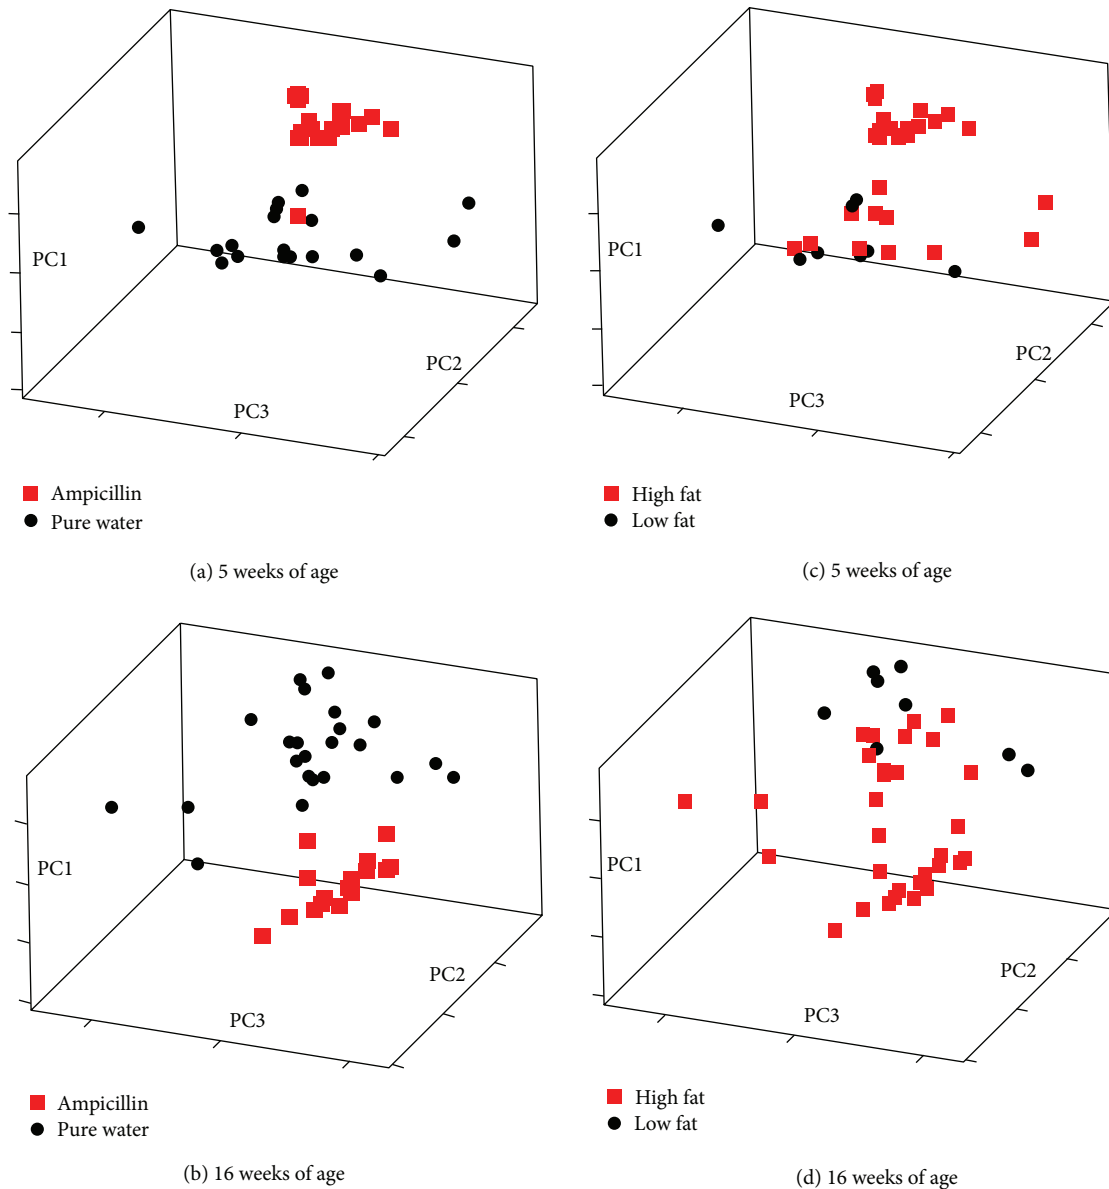 PC1
PC2
PC3
Ampicillin
Pure water
(a) 5 weeks of age
PC1
PC2
PC3
High fat
Low fat
(c) 5 weeks of age
PC1
PC2
PC3
Ampicillin
Pure water
(b) 16 weeks of age
PC1
PC2
PC3
High fat
Low fat
(d) 16 weeks of age